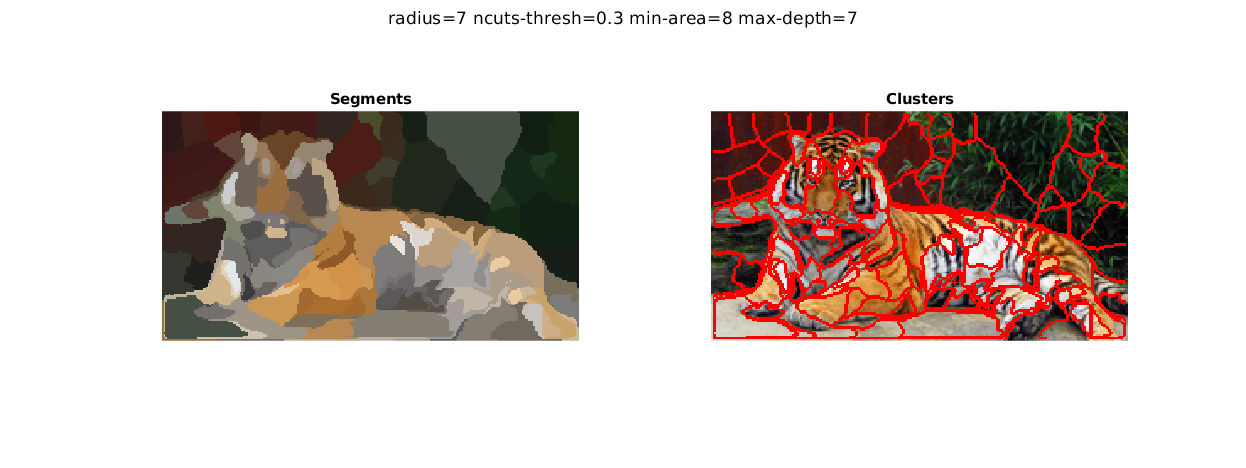 radius=7 ncuts-thresh=0.3 min-area=8 max-depth=7
Segments
Clusters